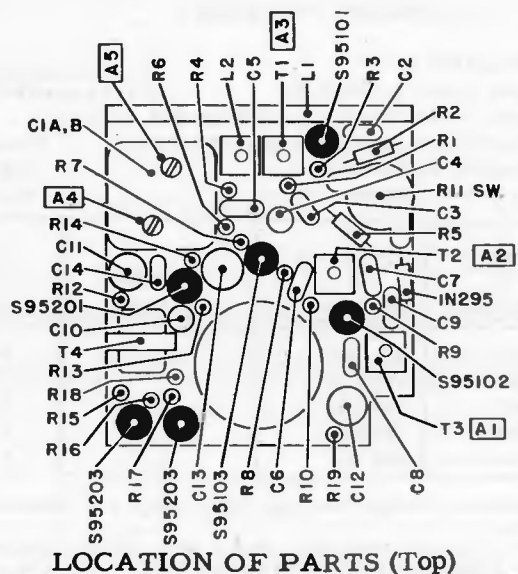 A5
R6
R4
L2
C5
T1
A3
L1
S95101
R3
C2
C1A,B
R7
A4
R14
C11
C14
R12
S95201
C10
T4
R13
R18
R15
R16
R2
R1
C4
R11 SW.
C3
R5
T2 A2
C7
1N295
C9
R9
S95102
T3 A1
S95203
R17
S95203
C13
S95103
R8
C6
R10
R19
C12
C8
LOCATION OF PARTS (Top)